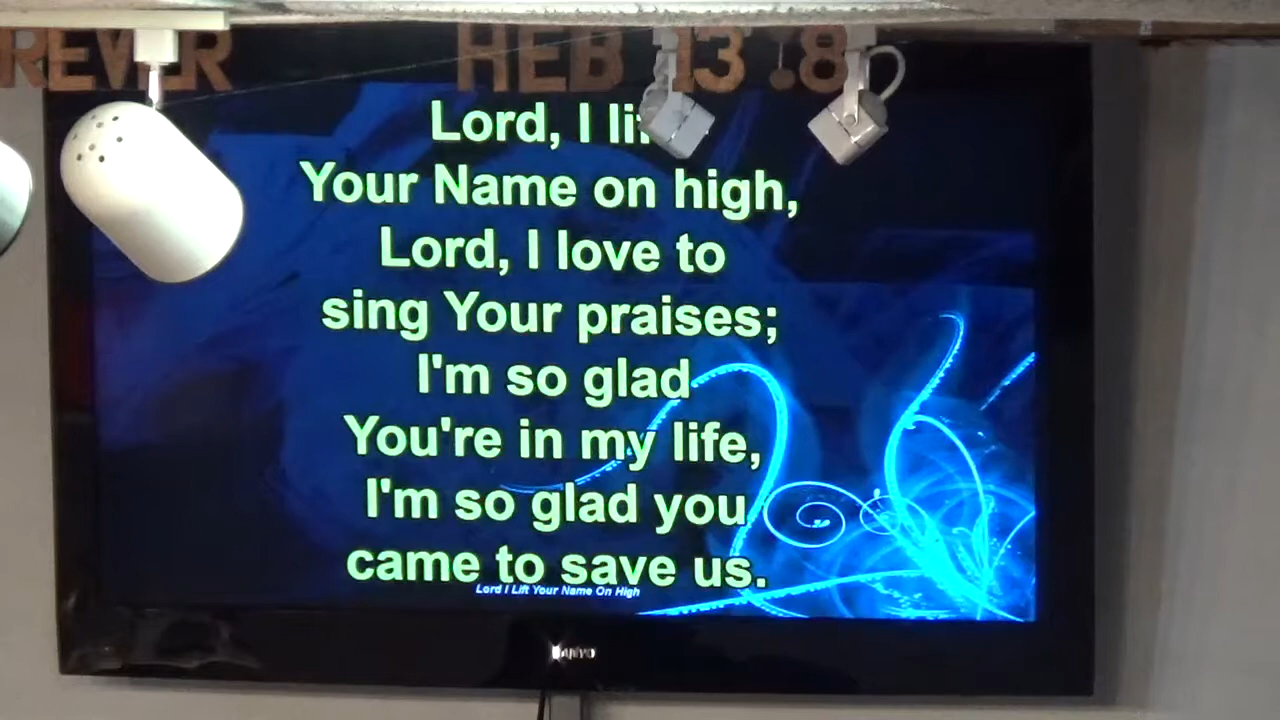 REVER HEB 13:8
Lord, I li
Your Name on high,
Lord, I love to
sing Your praises;
I'm so glad
You're in my life,
I'm so glad you
came to save us.
Lord I Lift Your Name On High
SANYO